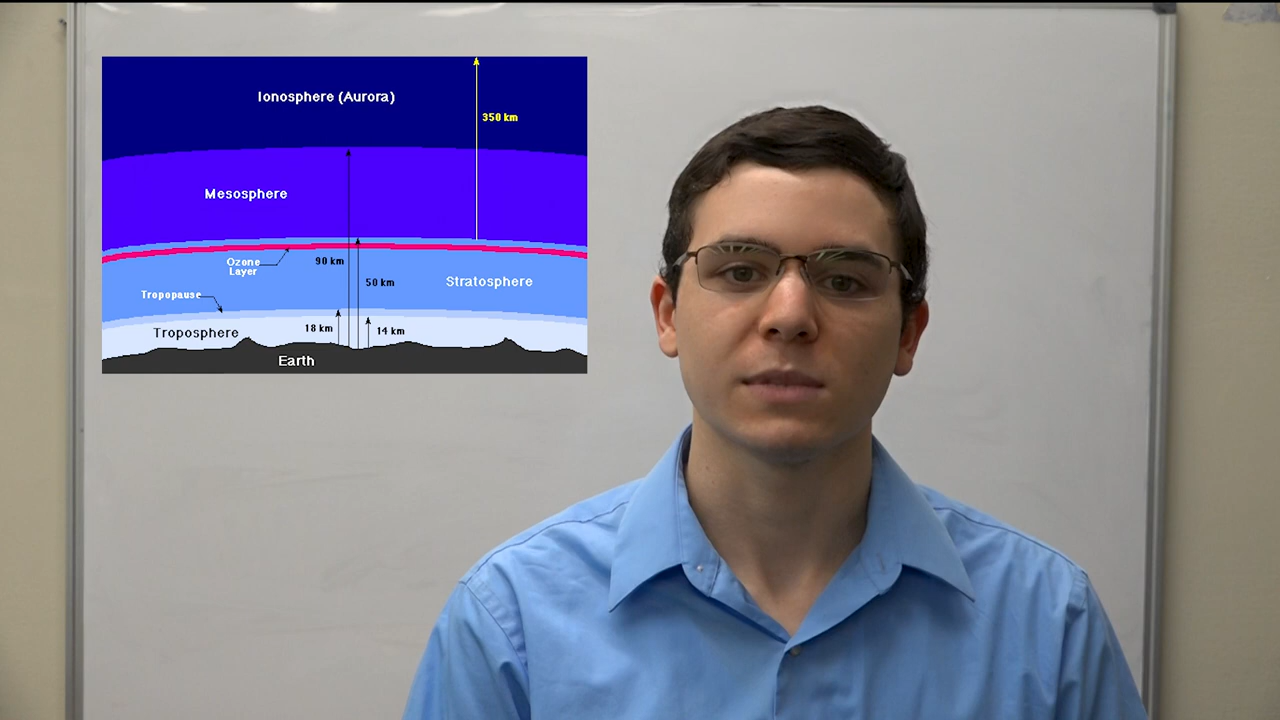 Ionosphere (Aurora)
350 km
Mesosphere
Ozone
Layer
90 km
50 km
Stratosphere
Tropopause
Troposphere
18 km
14 km
Earth